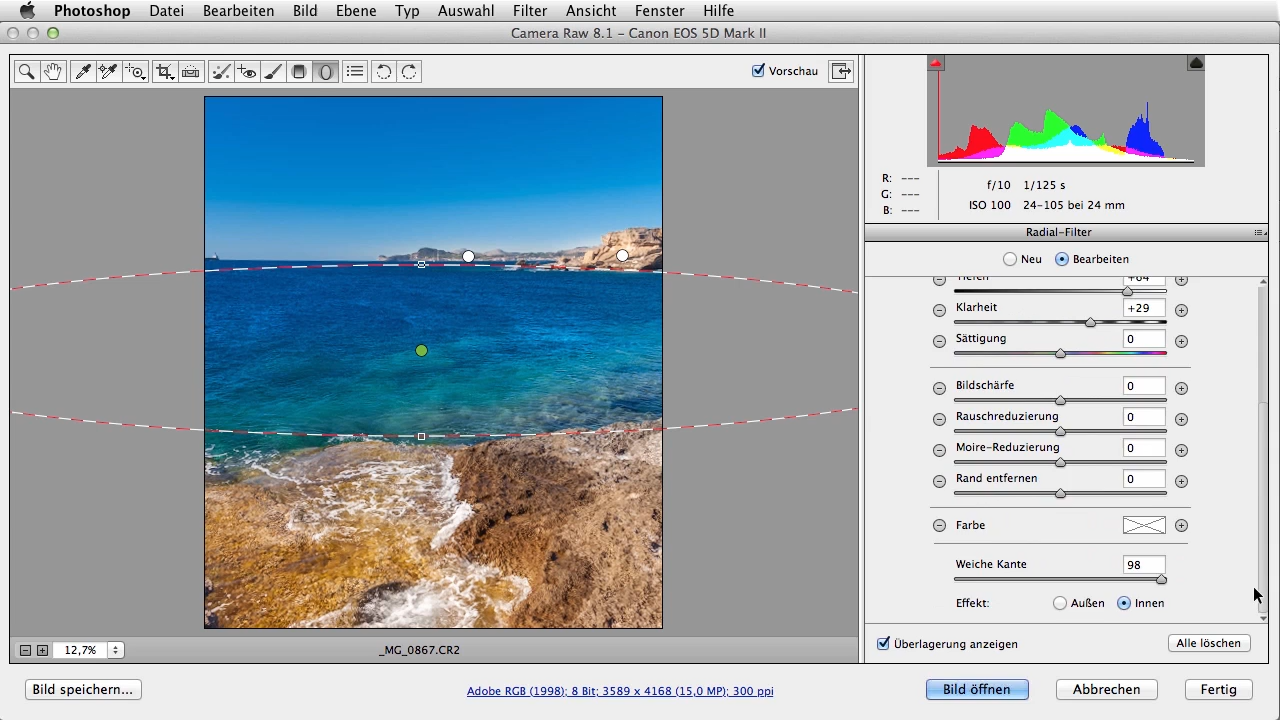 Photoshop Datei Bearbeiten Bild Ebene Typ Auswahl Filter Ansicht Fenster Hilfe
Camera Raw 8.1 – Canon EOS 5D Mark II
Vorschau
R: ---
G: ---
B: ---
f/10 1/125 s
ISO 100 24-105 bei 24 mm
Radial-Filter
Neu Bearbeiten
Tiefen +64
Klarheit +29
Sättigung 0
Bildschärfe 0
Rauschreduzierung 0
Moire-Reduzierung 0
Rand entfernen 0
Farbe
Weiche Kante 98
Effekt: Außen Innen
Überlagerung anzeigen Alle löschen
12,7% _MG_0867.CR2
Bild speichern... Adobe RGB (1998); 8 Bit; 3589 x 4168 (15,0 MP); 300 ppi Bild öffnen Abbrechen Fertig